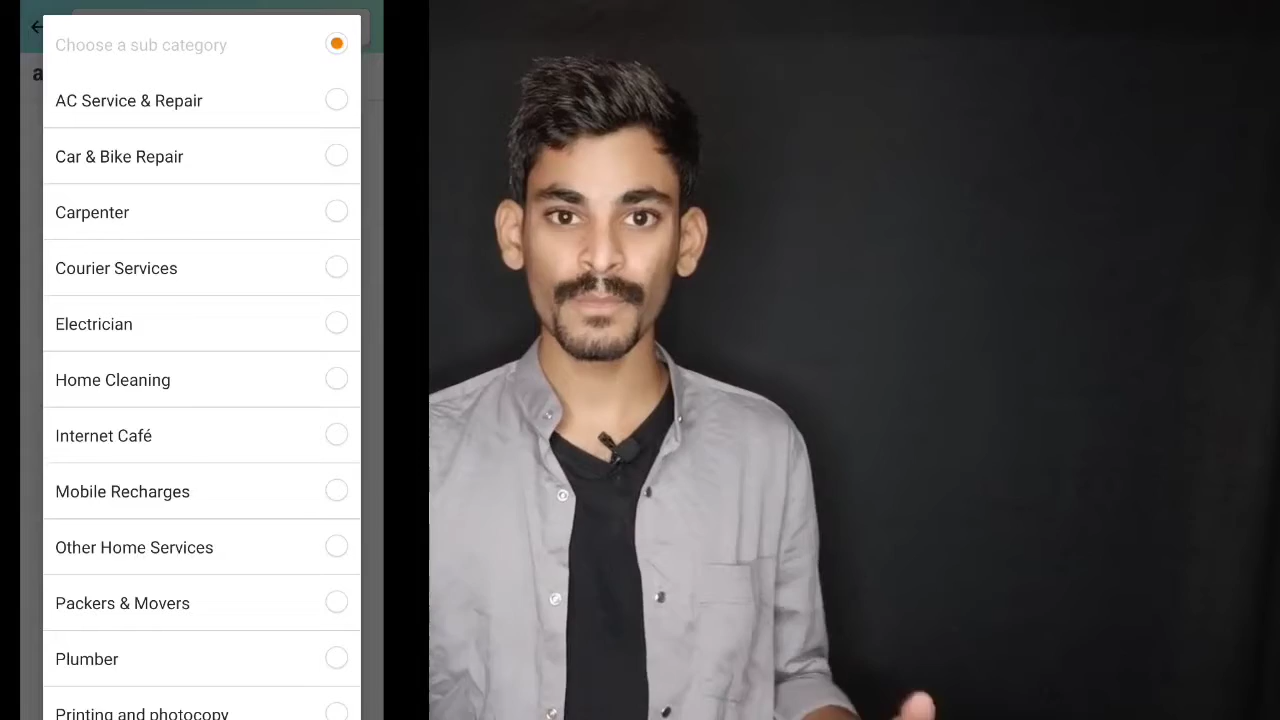 a
Choose a sub category
AC Service & Repair
Car & Bike Repair
Carpenter
Courier Services
Electrician
Home Cleaning
Internet Café
Mobile Recharges
Other Home Services
Packers & Movers
Plumber
Printing and photocopy